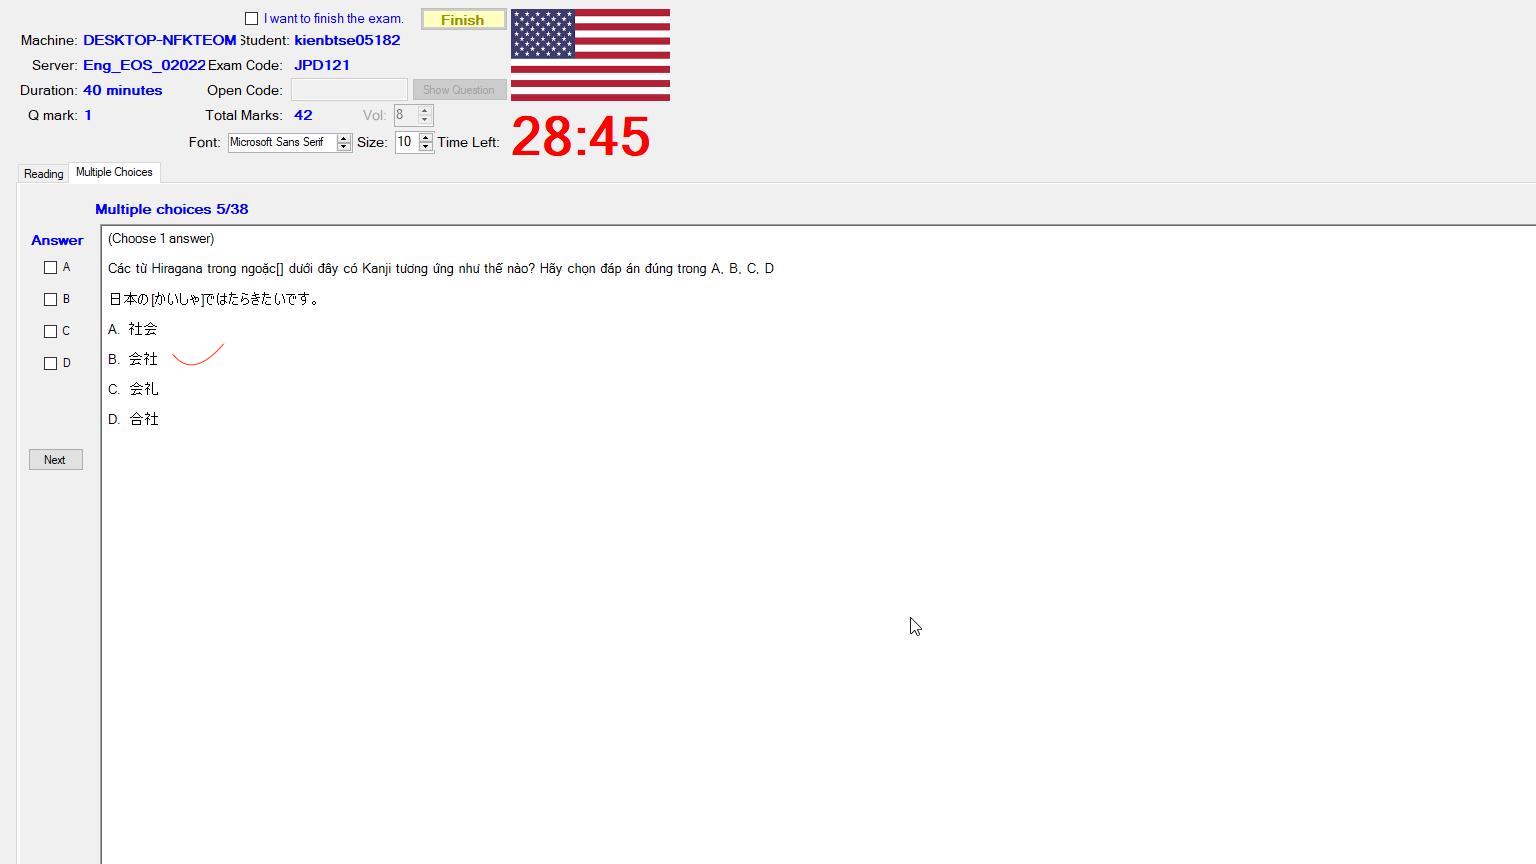 I want to finish the exam.
Finish
Machine: DESKTOP-NFKTEOM Student: kienbtse05182
Server: Eng_EOS_02022 Exam Code: JPD121
Duration: 40 minutes Open Code: Show Question
Q mark: 1 Total Marks: 42 Vol: 8
Font: Microsoft Sans Serif Size: 10 Time Left: 28:45
Reading Multiple Choices
Multiple choices 5/38
Answer
A
B
C
D
Next
(Choose 1 answer)
Các từ Hiragana trong ngoặc[] dưới đây có Kanji tương ứng như thế nào? Hãy chọn đáp án đúng trong A, B, C, D
日本の[かいしゃ]ではたらきたいです。
A. 社会
B. 会社
C. 会礼
D. 合社